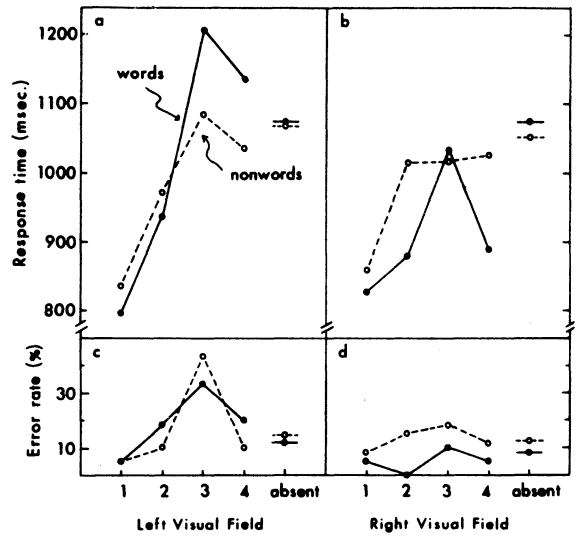 a
b
1200
1100
1000
900
800
Response time (msec.)
words
nonwords
c
d
30
10
Error rate (%)
1 2 3 4 absent
1 2 3 4 absent
Left Visual Field
Right Visual Field